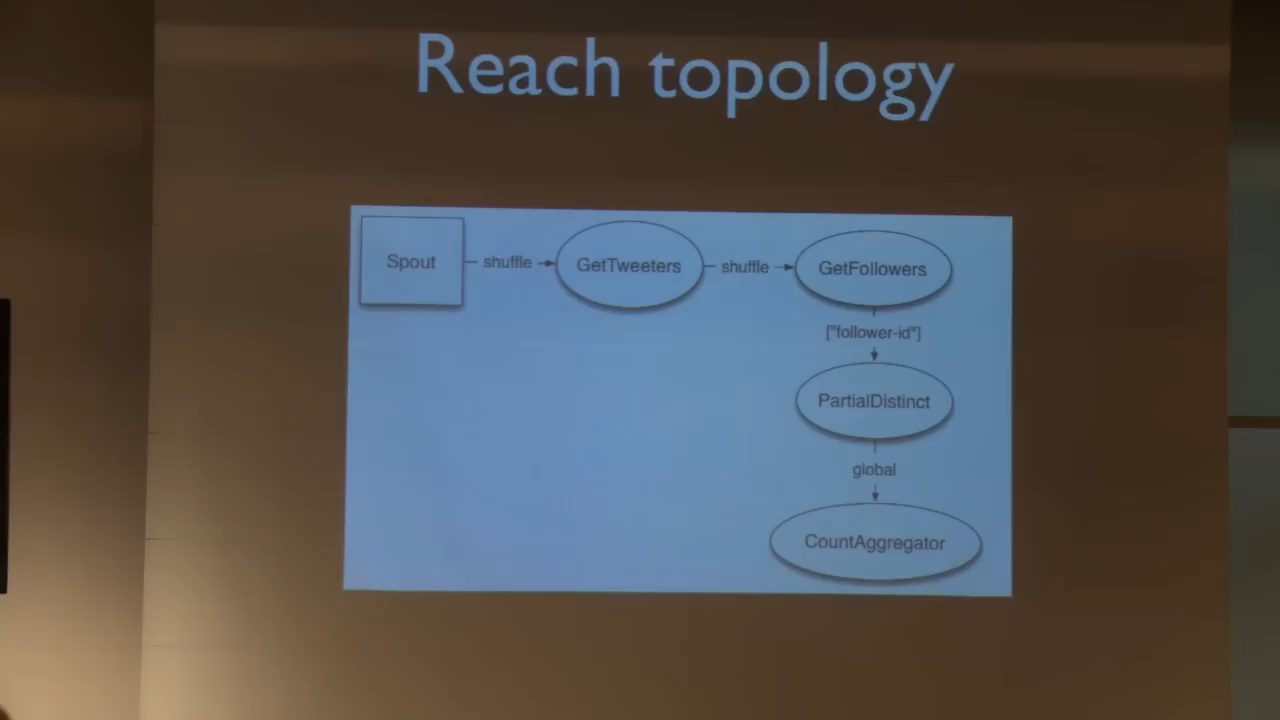 Reach topology
Spout
shuffle
GetTweeters
shuffle
GetFollowers
["follower-id"]
PartialDistinct
global
CountAggregator